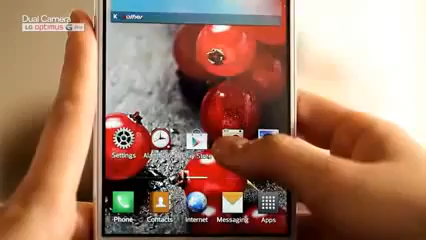 Dual Camera
LG optimus G Pro
Settings
Phone
Contacts
Internet
Messaging
Apps